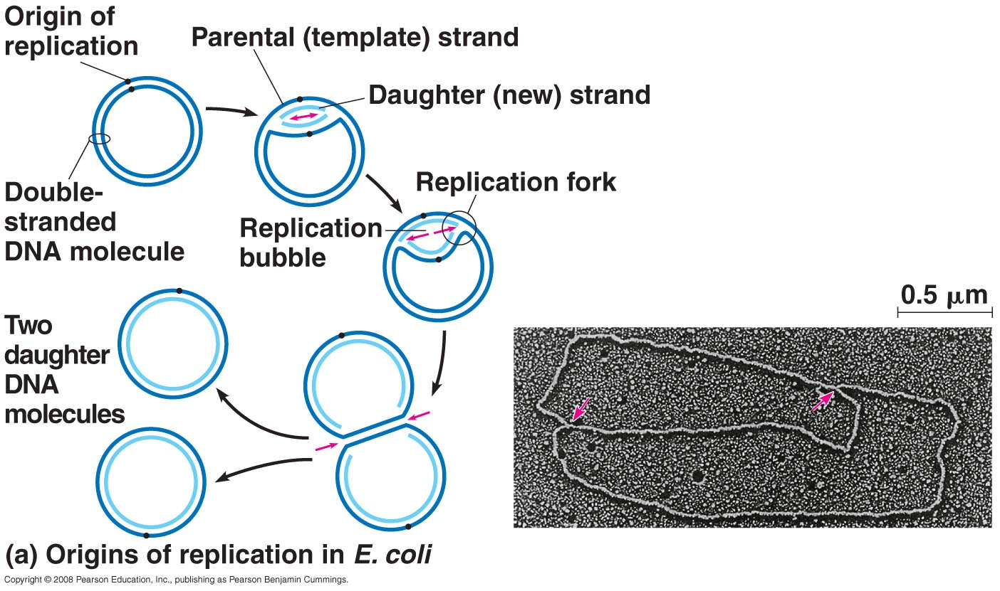 Origin of
replication
Parental (template) strand
Daughter (new) strand
Double-
stranded
DNA molecule
Replication fork
Replication
bubble
Two
daughter
DNA
molecules
0.5 μm
(a) Origins of replication in E. coli
Copyright © 2008 Pearson Education, Inc., publishing as Pearson Benjamin Cummings.